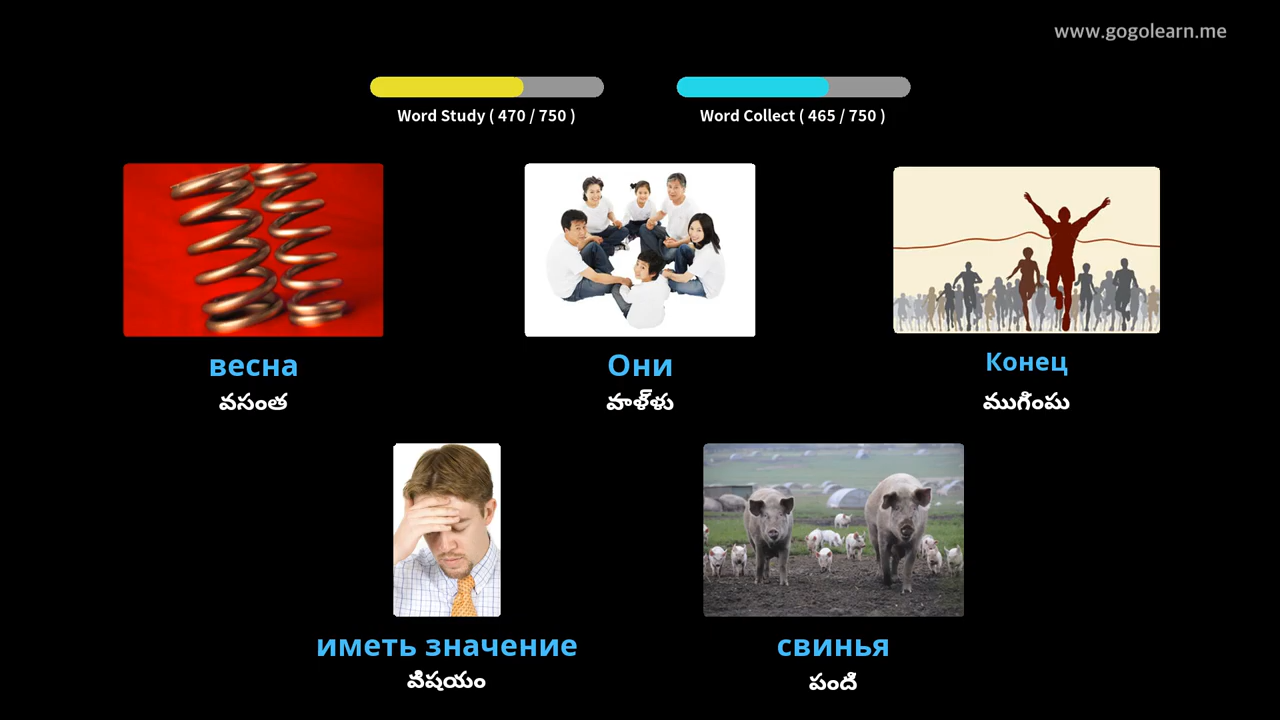 www.gogolearn.me
Word Study ( 470 / 750 )
Word Collect ( 465 / 750 )
весна
వసంత
Они
వాళ్ళు
Конец
ముగింపు
иметь значение
విషయం
свинья
పంది